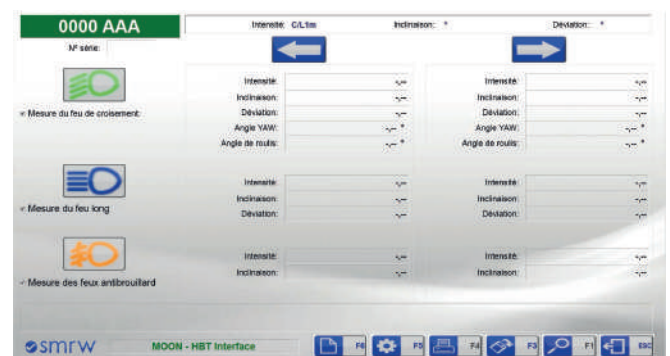 0000 AAA
Intensité: C/L1m Inclinaison: ° Déviation: °
Nº série:
Mesure du feu de croisement:
Intensité: -,--
Inclinaison: -,--
Déviation: -,--
Angle YAW: -,-- °
Angle de roulis: -,-- °
Intensité: -,--
Inclinaison: -,--
Déviation: -,--
Angle YAW: -,-- °
Angle de roulis: -,-- °
Mesure du feu long
Intensité: -,--
Inclinaison: -,--
Déviation: -,--
Intensité: -,--
Inclinaison: -,--
Déviation: -,--
Mesure des feux antibrouillard
Intensité: -,--
Inclinaison: -,--
Intensité: -,--
Inclinaison: -,--
smrw MOON - HBT Interface F6 F5 F4 F3 F1 ESC